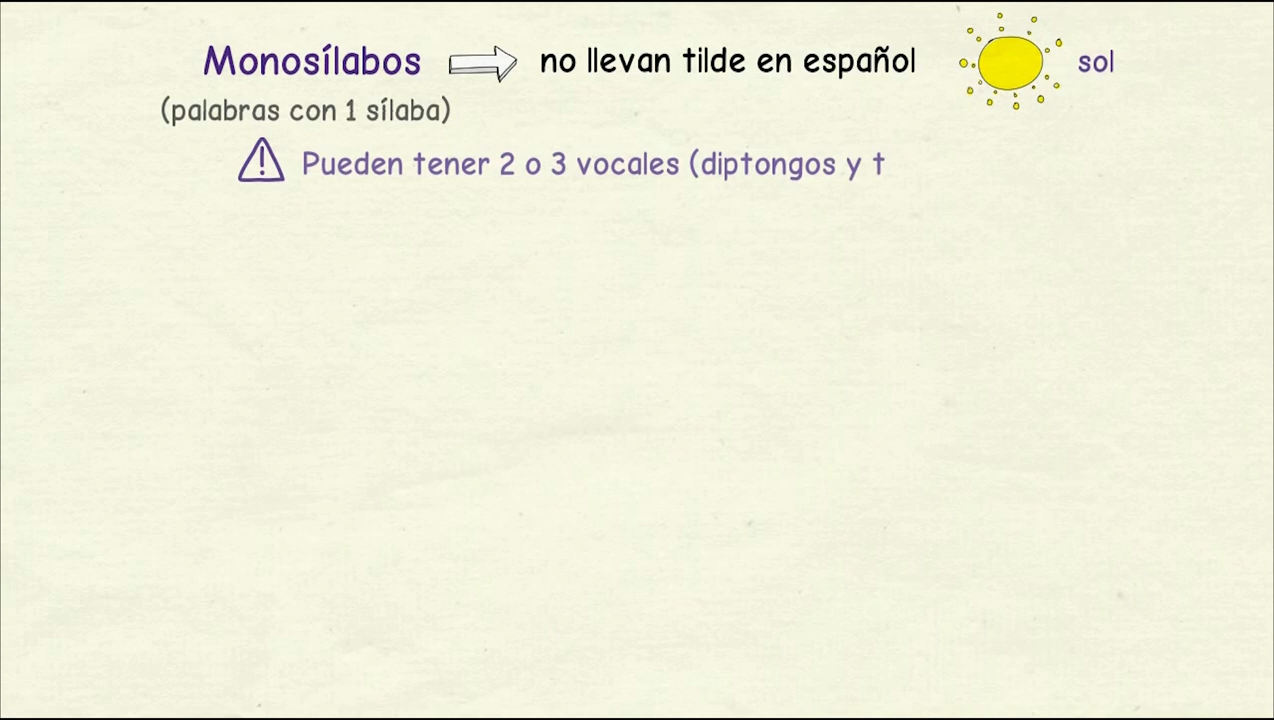 Monosílabos no llevan tilde en español sol
(palabras con 1 sílaba)
Pueden tener 2 o 3 vocales (diptongos y t